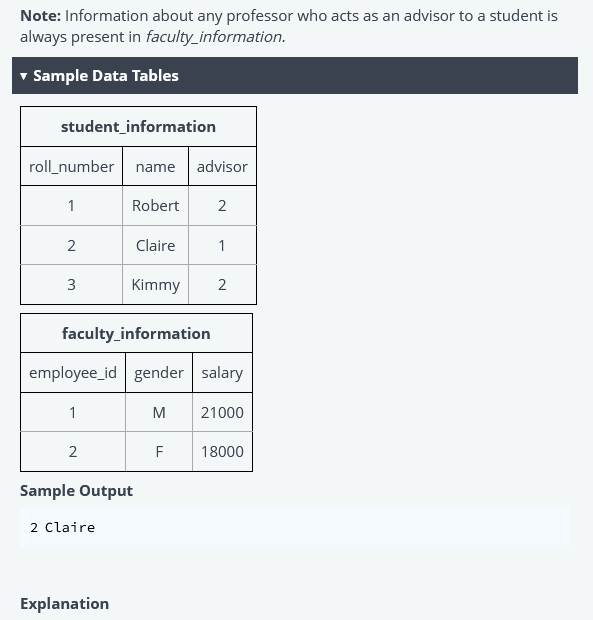 Note: Information about any professor who acts as an advisor to a student is
always present in faculty_information.
▾ Sample Data Tables
student_information
roll_number name advisor
1 Robert 2
2 Claire 1
3 Kimmy 2
faculty_information
employee_id gender salary
1 M 21000
2 F 18000
Sample Output
2 Claire
Explanation